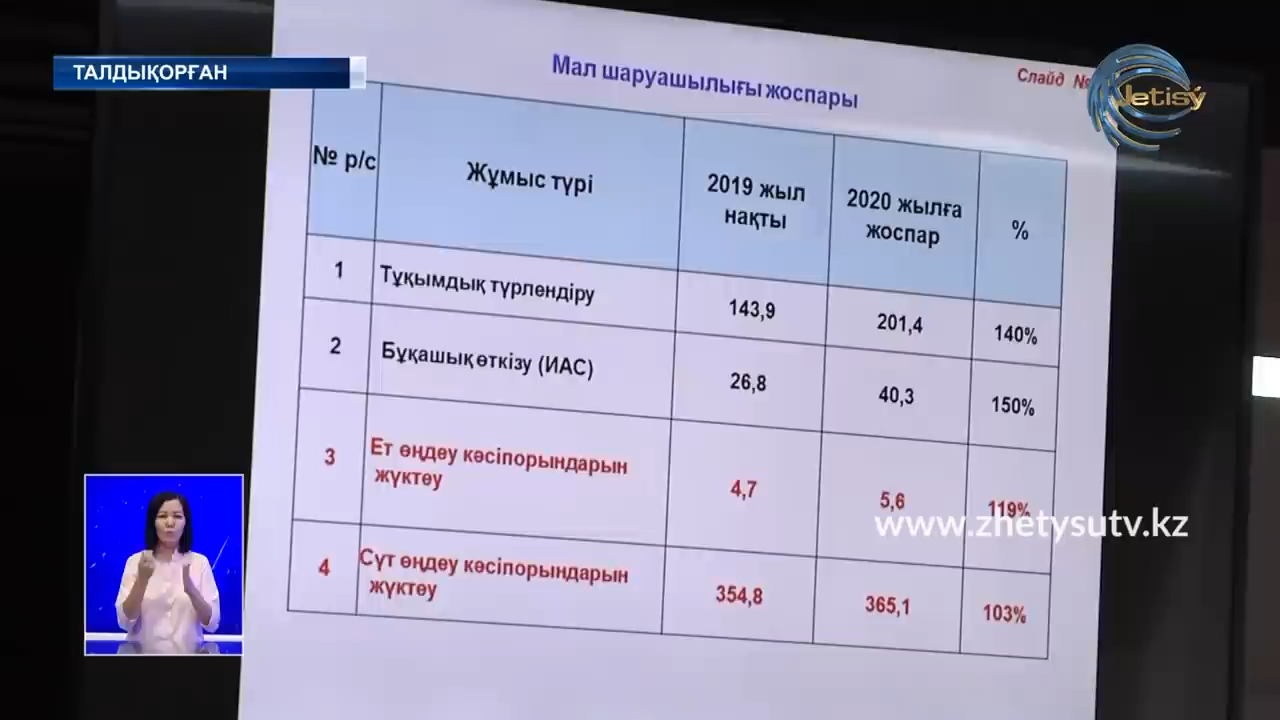 ТАЛДЫҚОРҒАН
Мал шаруашылығы жоспары
Слайд №
Jetisý
№ р/с
Жұмыс түрі
2019 жыл
нақты
2020 жылға
жоспар
%
1
Тұқымдық түрлендіру
143,9
201,4
140%
2
Бұқашық өткізу (ИАС)
26,8
40,3
150%
3
Ет өңдеу кәсіпорындарын
жүктеу
4,7
5,6
119%
4
Сүт өңдеу кәсіпорындарын
жүктеу
354,8
365,1
103%
www.zhetysutv.kz